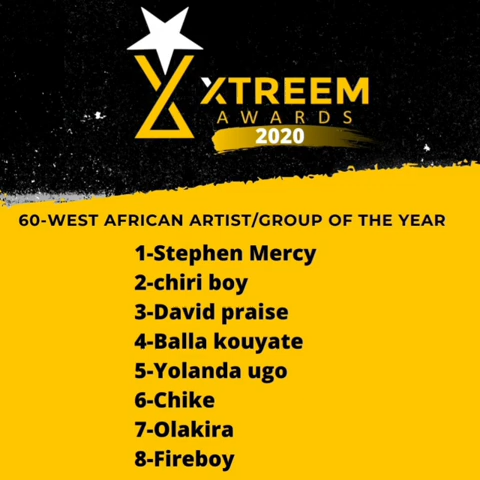 XTREEM
AWARDS
2020
60-WEST AFRICAN ARTIST/GROUP OF THE YEAR
1-Stephen Mercy
2-chiri boy
3-David praise
4-Balla kouyate
5-Yolanda ugo
6-Chike
7-Olakira
8-Fireboy